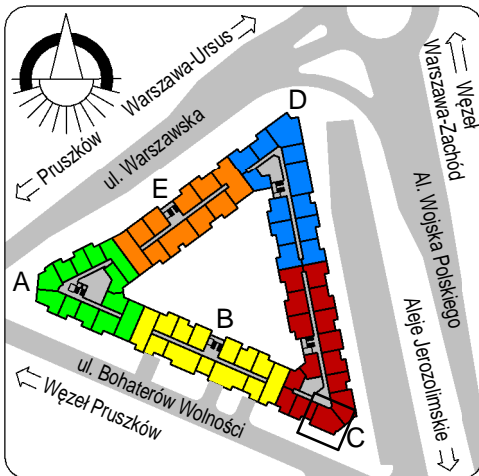 Warszawa-Ursus
Pruszków
ul. Warszawska
D
E
A
B
C
Węzeł
Warszawa-Zachód
Al. Wojska Polskiego
Aleje Jerozolimskie
ul. Bohaterów Wolności
Węzeł Pruszków